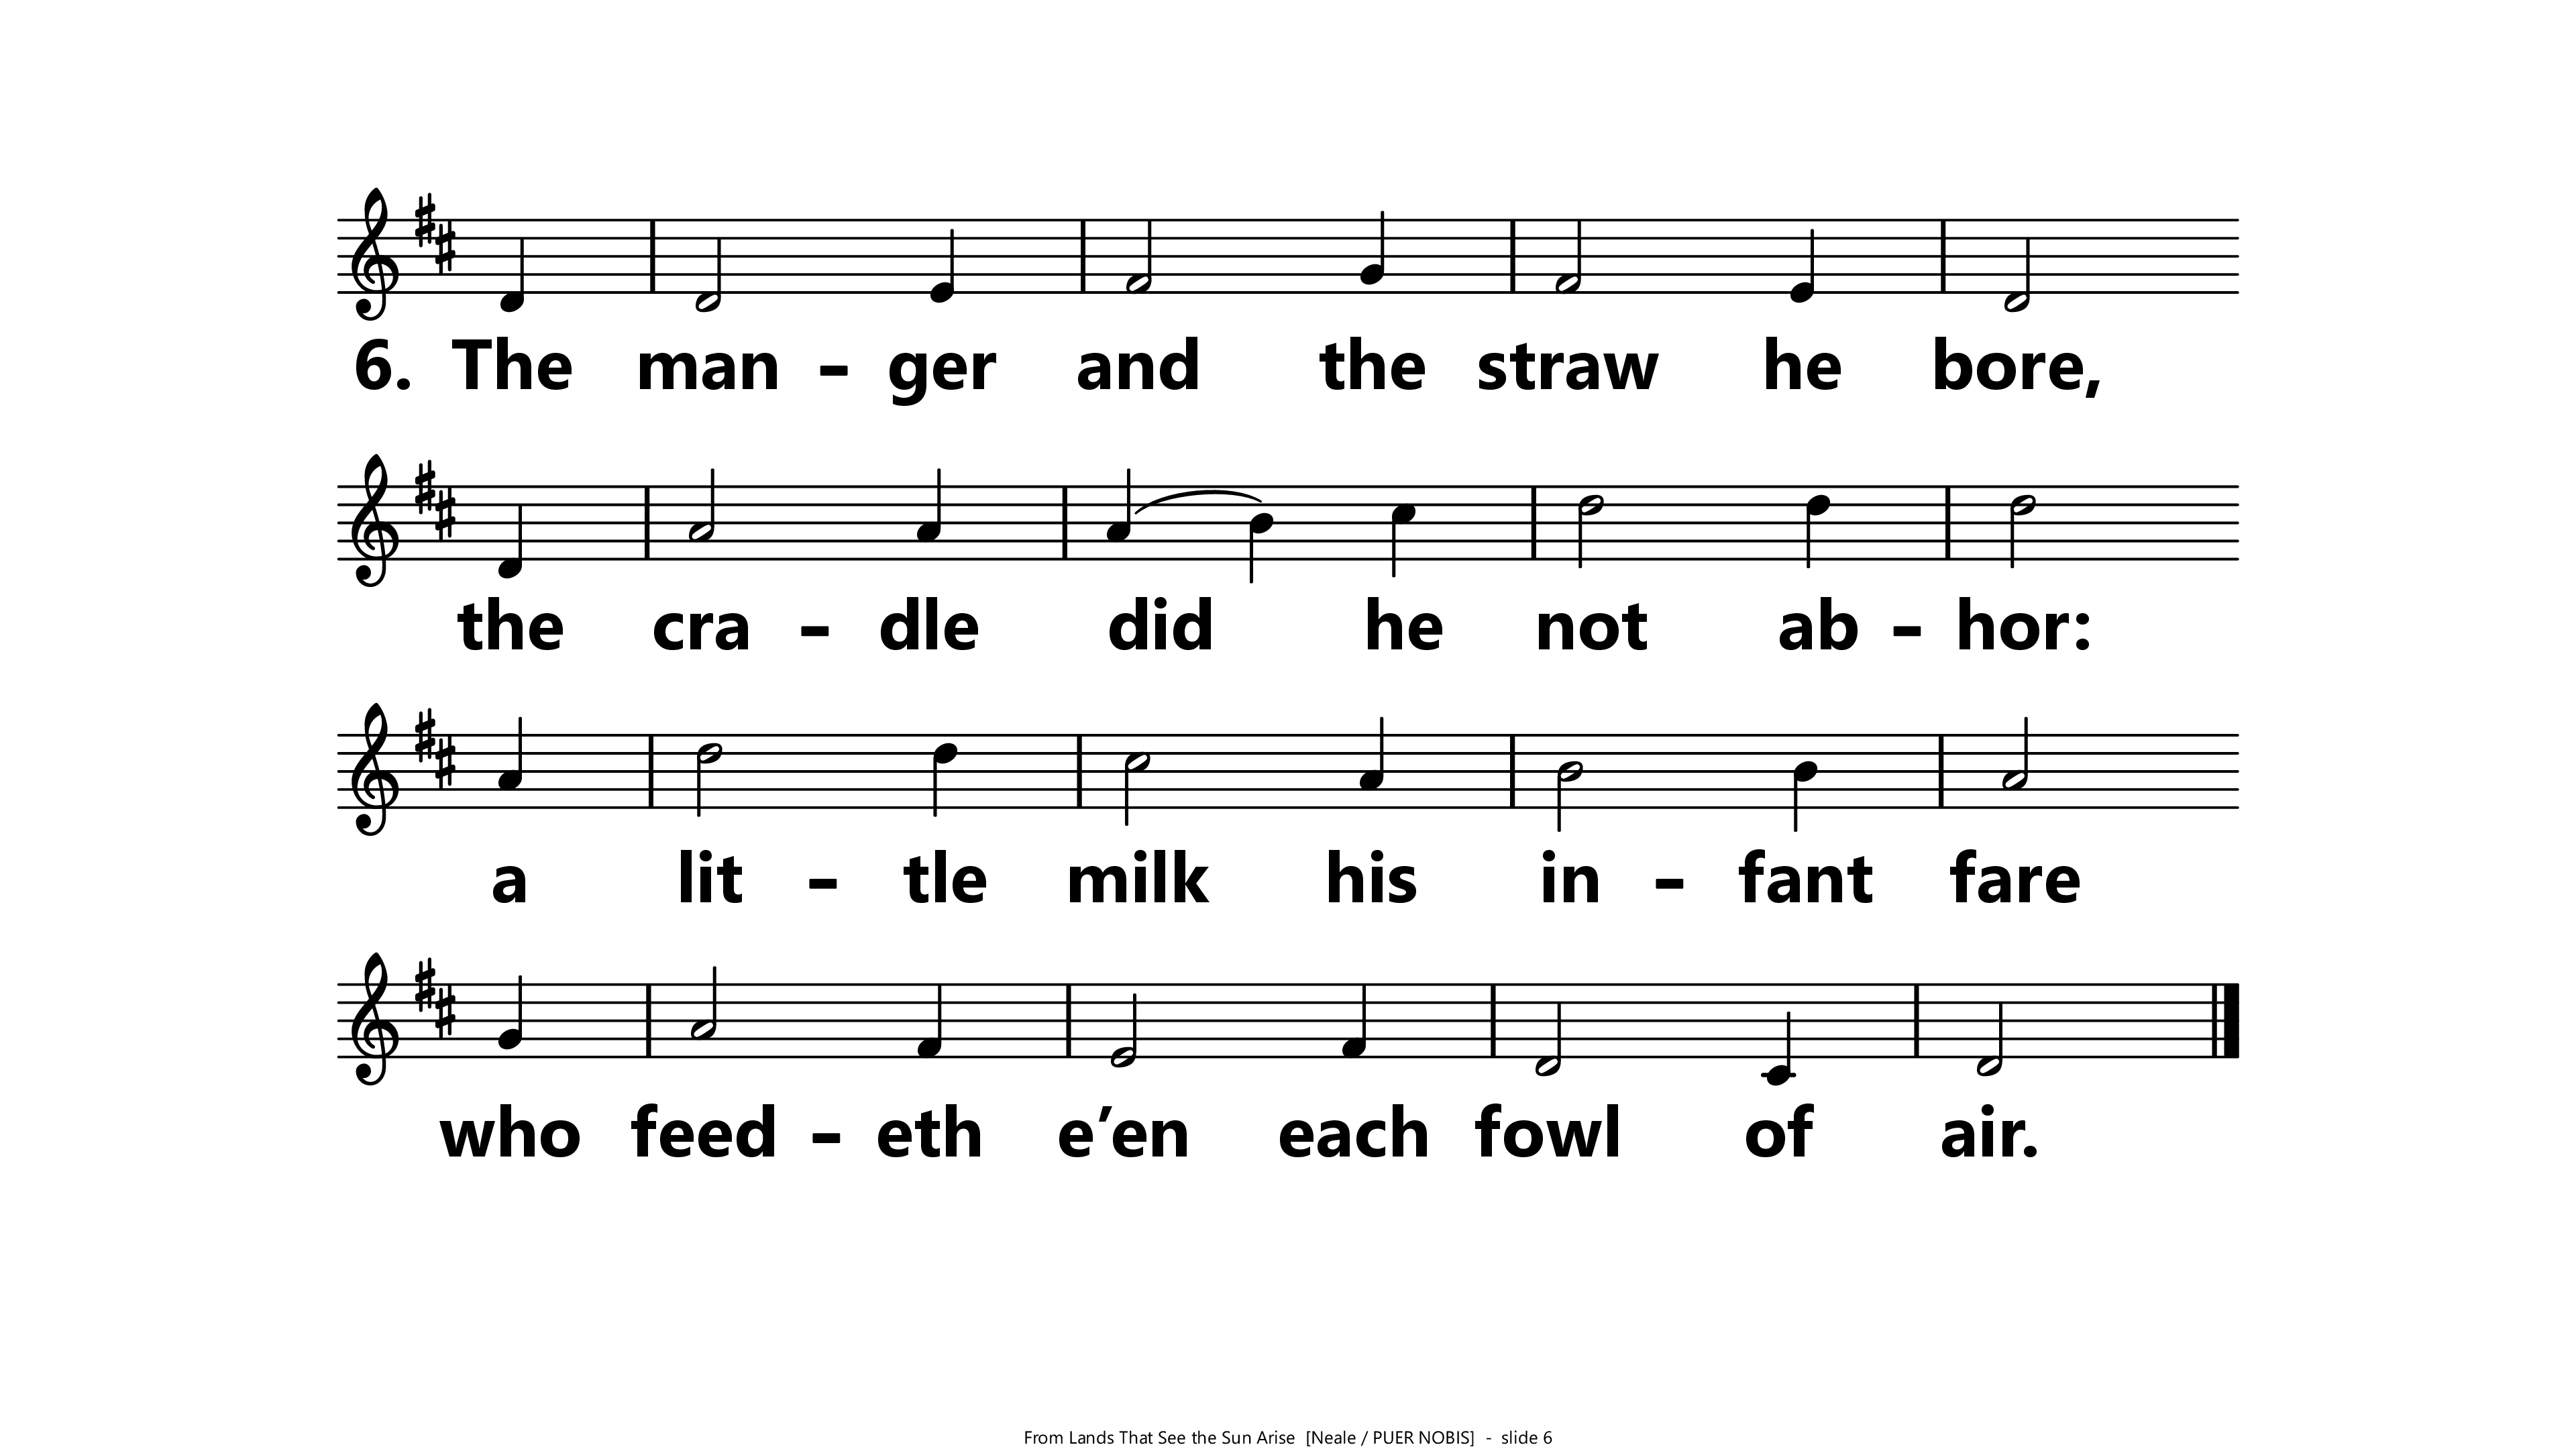 6. The man - ger and the straw he bore,
the cra - dle did he not ab - hor:
a lit - tle milk his in - fant fare
who feed - eth e’en each fowl of air.
From Lands That See the Sun Arise [Neale / PUER NOBIS] - slide 6